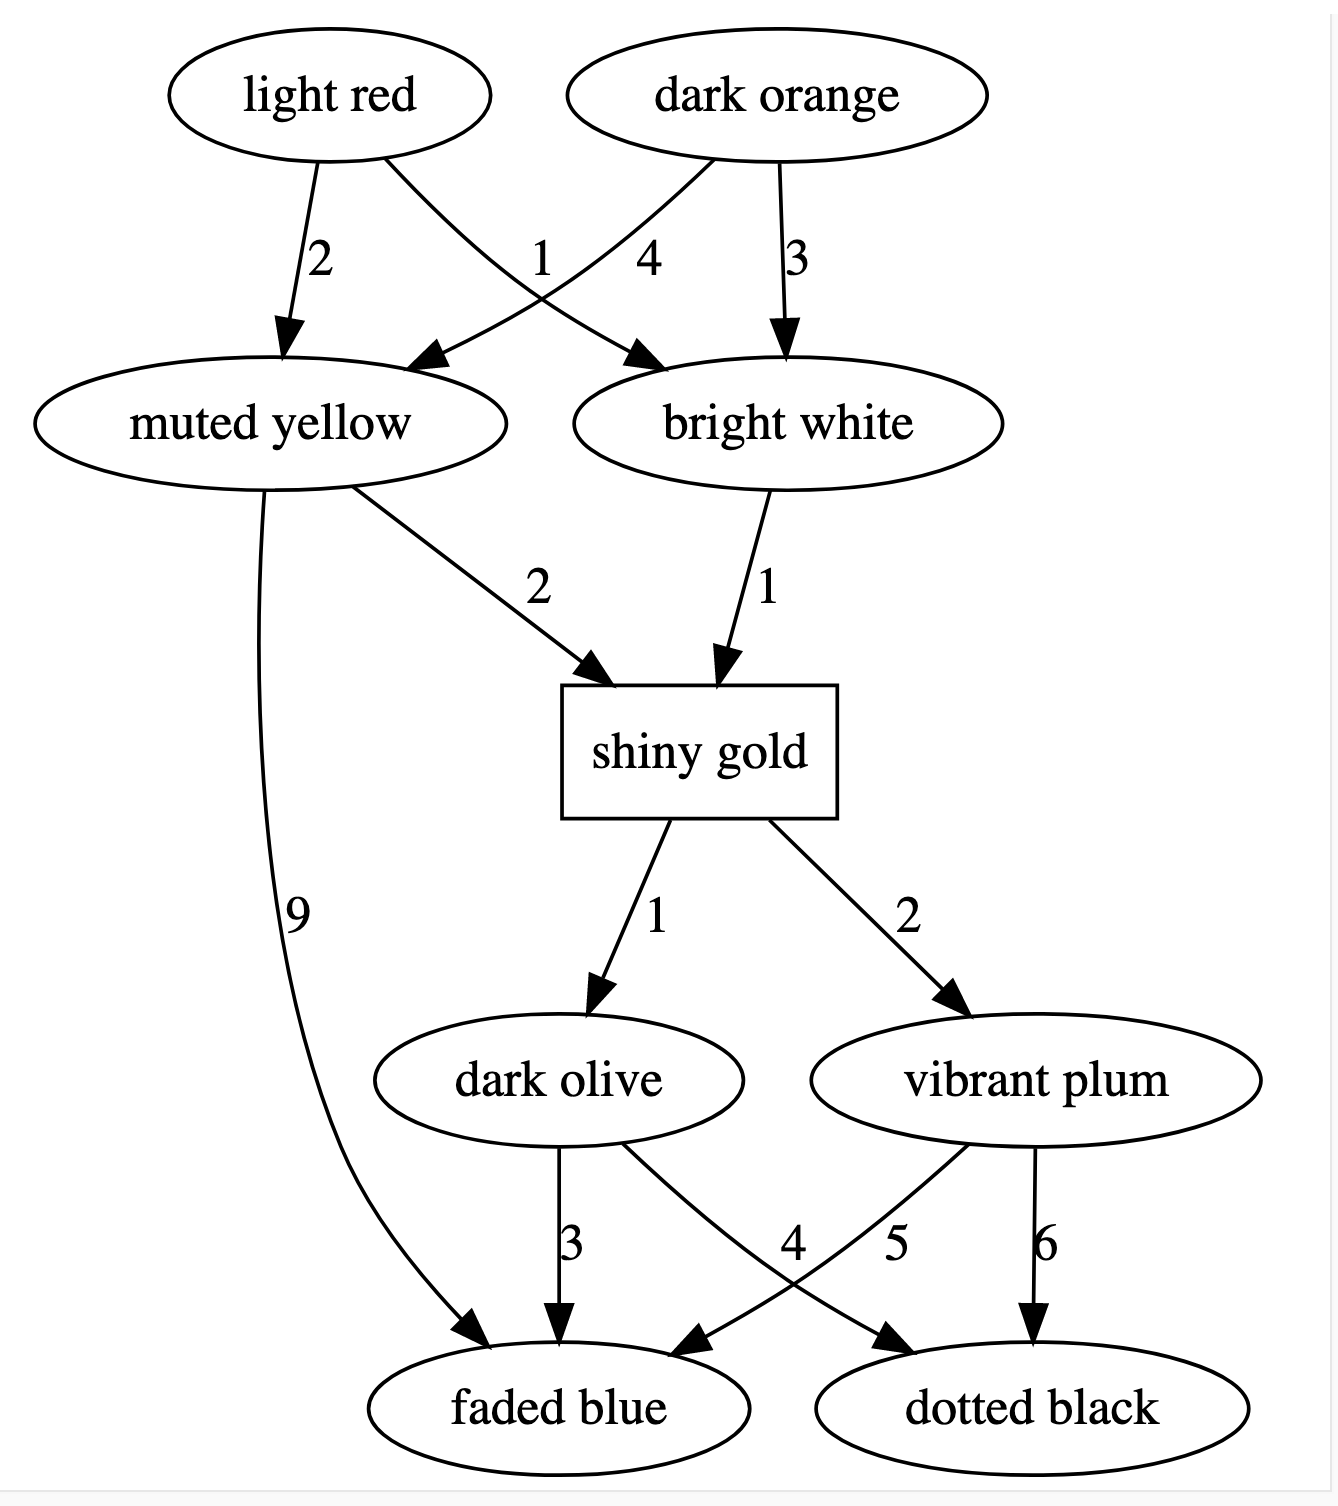 light red
dark orange
2
1
4
3
muted yellow
bright white
2
1
shiny gold
9
1
2
dark olive
vibrant plum
3
4
5
6
faded blue
dotted black